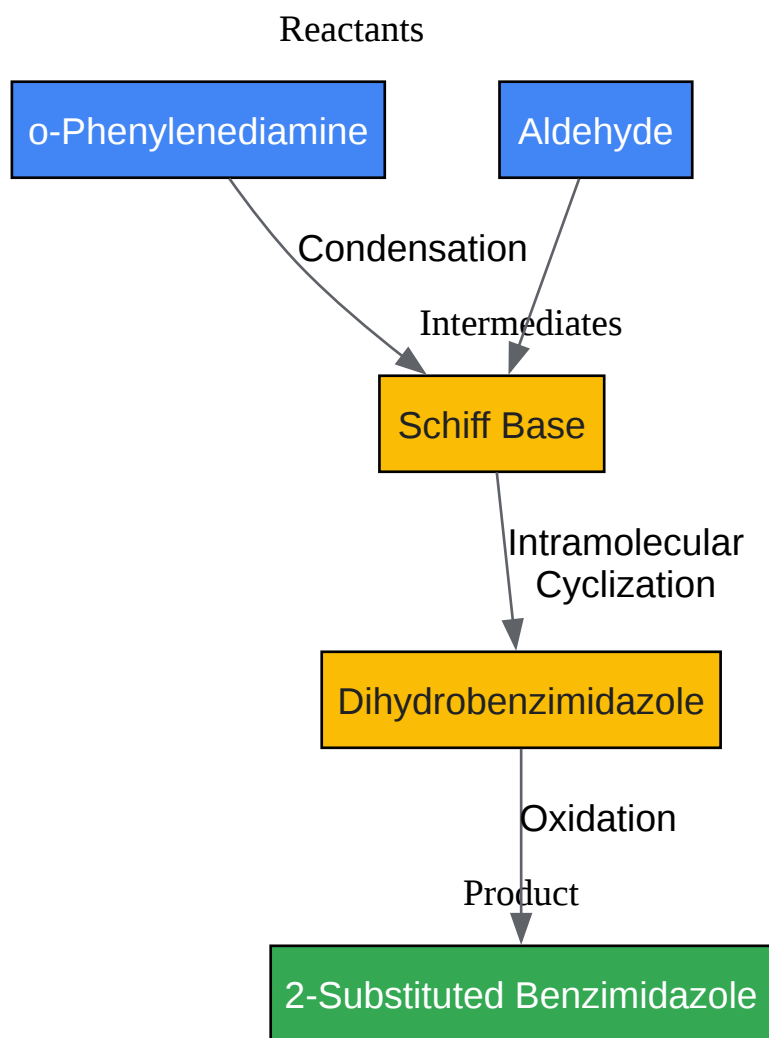 Reactants
o-Phenylenediamine
Aldehyde
Condensation
Intermediates
Schiff Base
Intramolecular
Cyclization
Dihydrobenzimidazole
Oxidation
Product
2-Substituted Benzimidazole